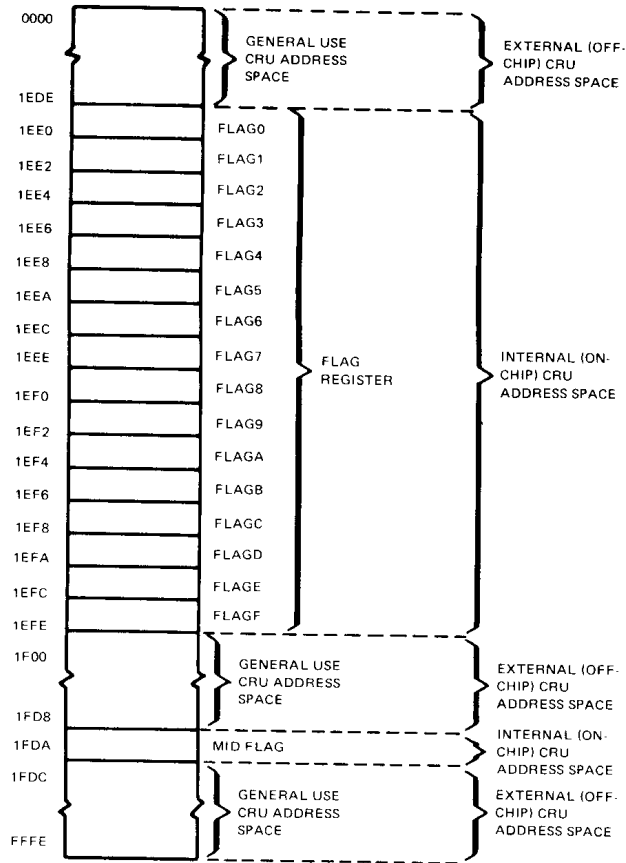 0000
GENERAL USE
CRU ADDRESS
SPACE
EXTERNAL (OFF-
CHIP) CRU
ADDRESS SPACE
1EDE
1EE0
FLAG0
1EE2
FLAG1
1EE4
FLAG2
1EE6
FLAG3
1EE8
FLAG4
1EEA
FLAG5
1EEC
FLAG6
1EEE
FLAG7
FLAG
REGISTER
INTERNAL (ON-
CHIP) CRU
ADDRESS SPACE
1EF0
FLAG8
1EF2
FLAG9
1EF4
FLAGA
1EF6
FLAGB
1EF8
FLAGC
1EFA
FLAGD
1EFC
FLAGE
1EFE
FLAGF
1F00
GENERAL USE
CRU ADDRESS
SPACE
EXTERNAL (OFF-
CHIP) CRU
ADDRESS SPACE
1FD8
1FDA
MID FLAG
INTERNAL (ON-
CHIP) CRU
ADDRESS SPACE
1FDC
GENERAL USE
CRU ADDRESS
SPACE
EXTERNAL (OFF-
CHIP) CRU
ADDRESS SPACE
FFFE